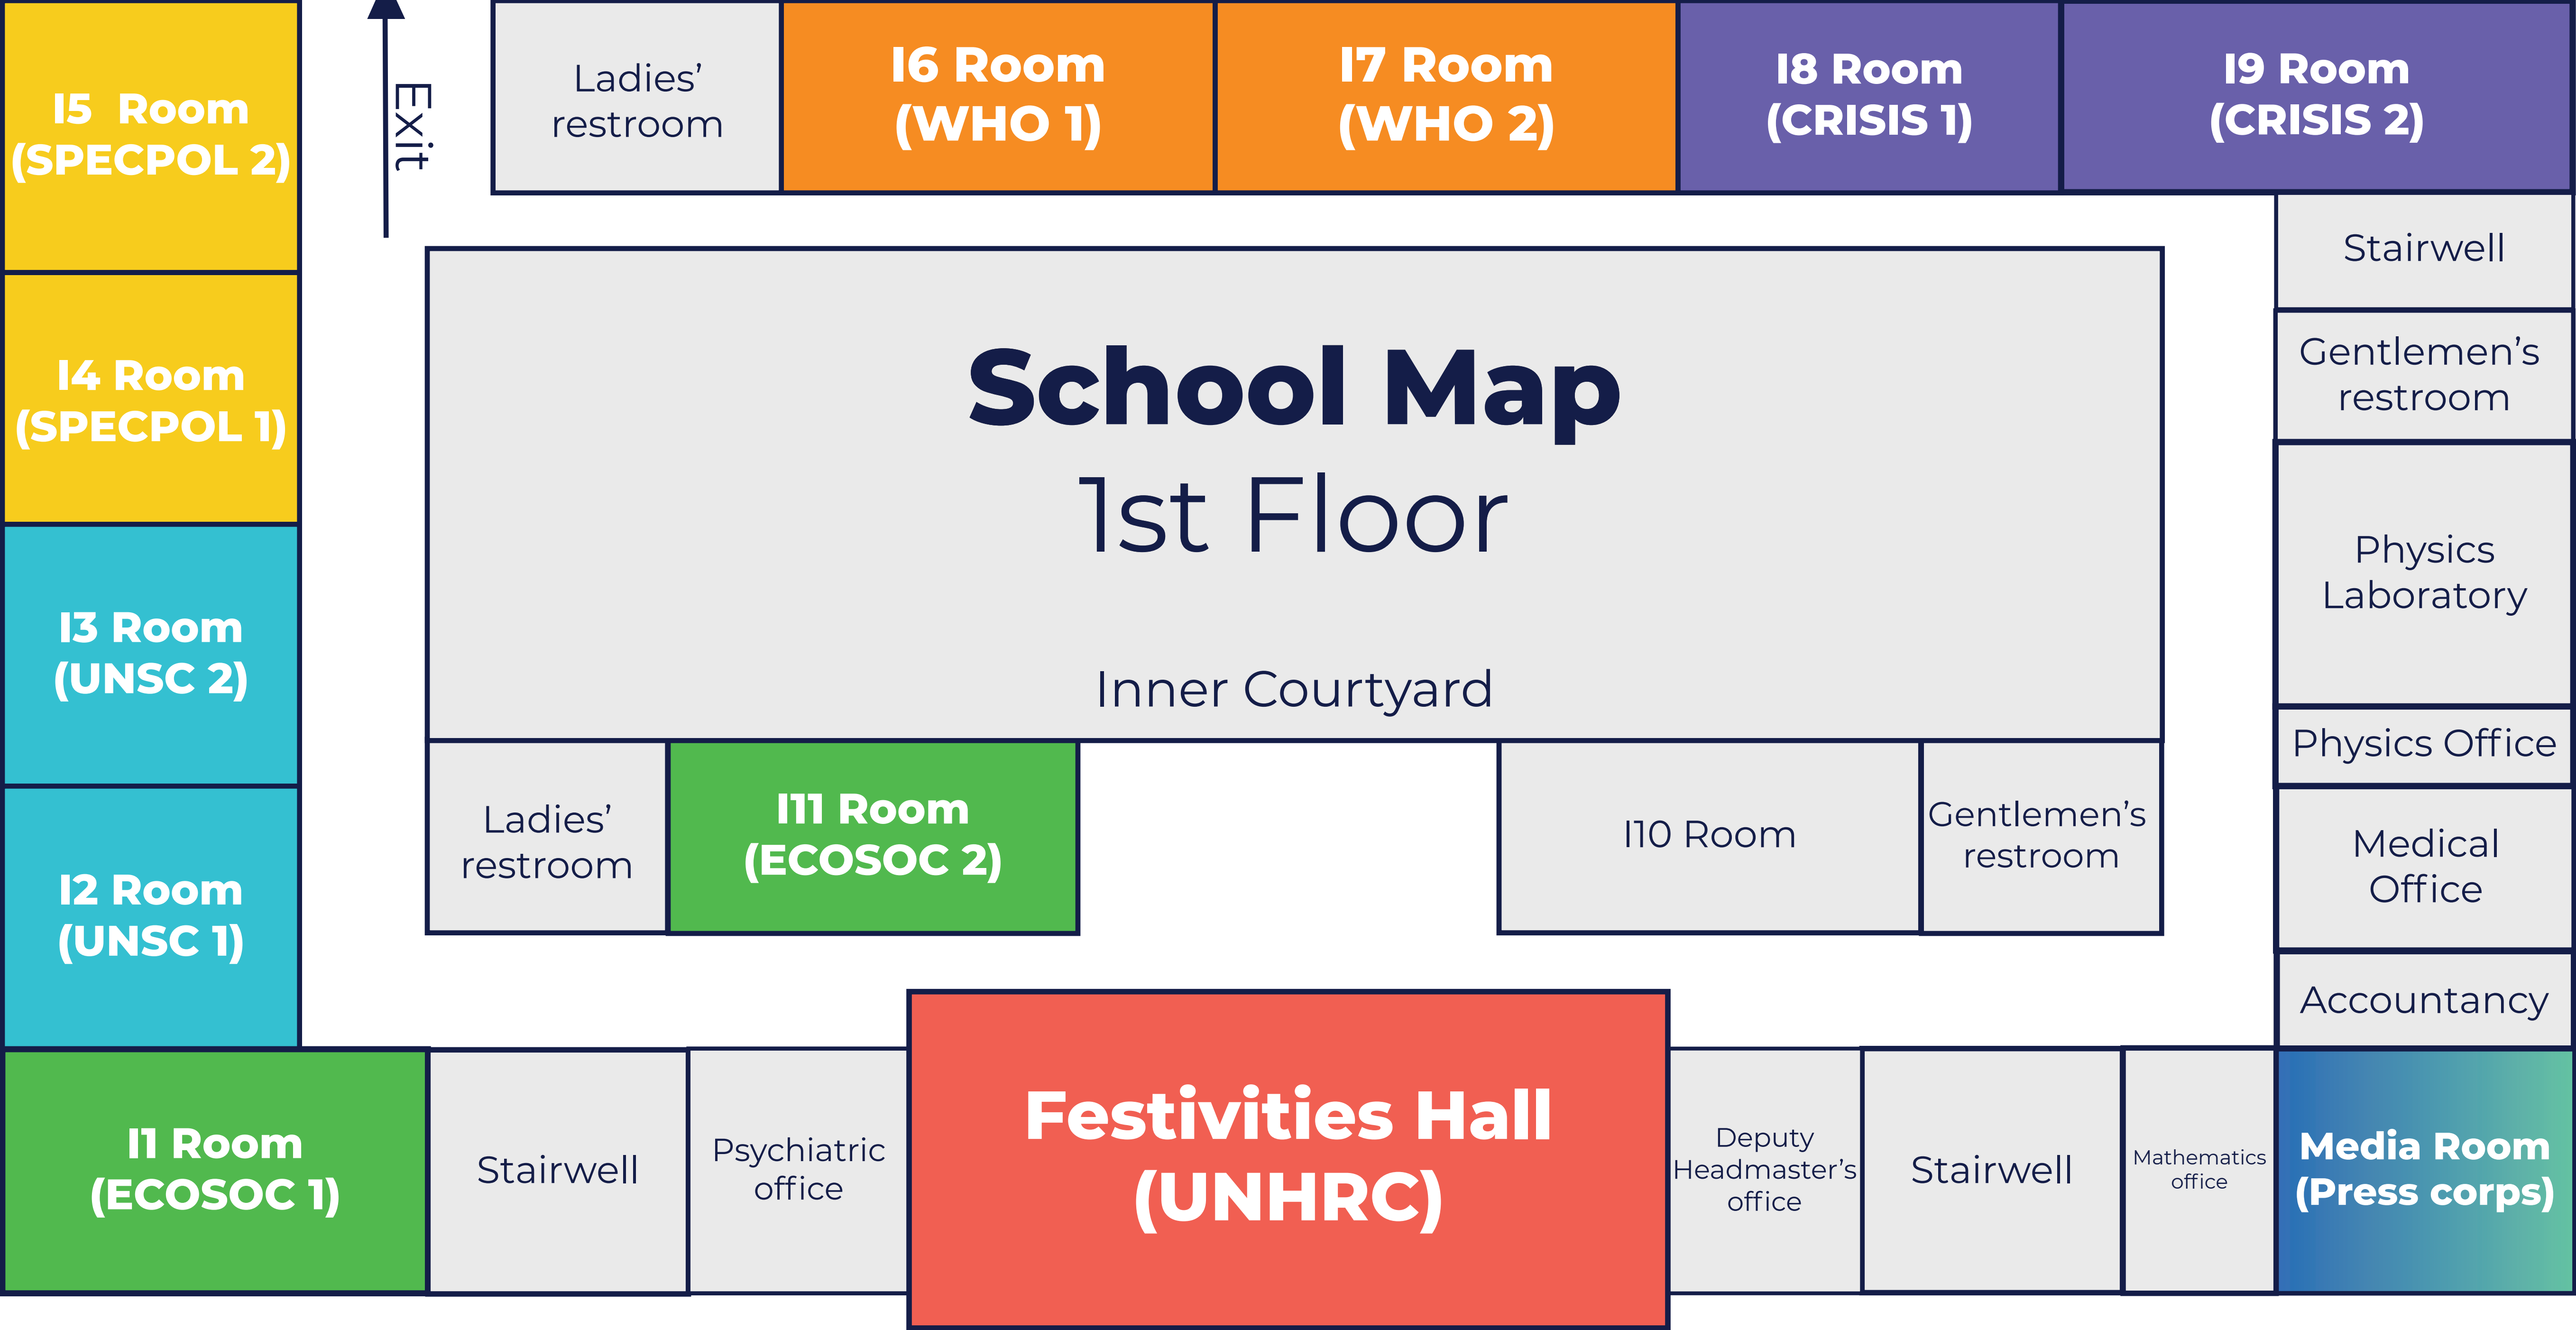 I5  Room
(SPECPOL 2)
Exit
Ladies’
restroom
I6 Room
(WHO 1)
I7 Room
(WHO 2)
I8 Room
(CRISIS 1)
I9 Room
(CRISIS 2)
Stairwell
I4 Room
(SPECPOL 1)
School Map
1st Floor
Inner Courtyard
Gentlemen’s
restroom
Physics
Laboratory
I3 Room
(UNSC 2)
Physics Office
Ladies’
restroom
I11 Room
(ECOSOC 2)
I10 Room
Gentlemen’s
restroom
Medical
Office
I2 Room
(UNSC 1)
Accountancy
I1 Room
(ECOSOC 1)
Stairwell
Psychiatric
office
Festivities Hall
(UNHRC)
Deputy
Headmaster’s
office
Stairwell
Mathematics
office
Media Room
(Press corps)